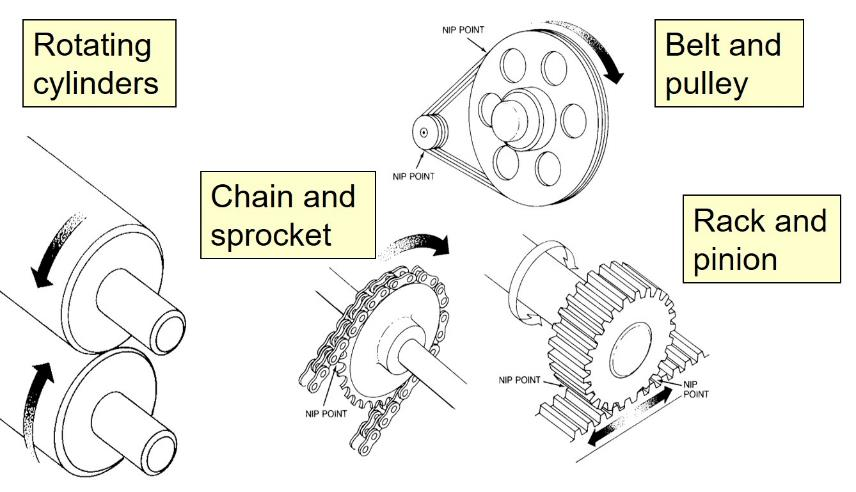 Rotating
cylinders
NIP POINT
Belt and
pulley
NIP POINT
Chain and
sprocket
Rack and
pinion
NIP POINT
NIP POINT
NIP
POINT